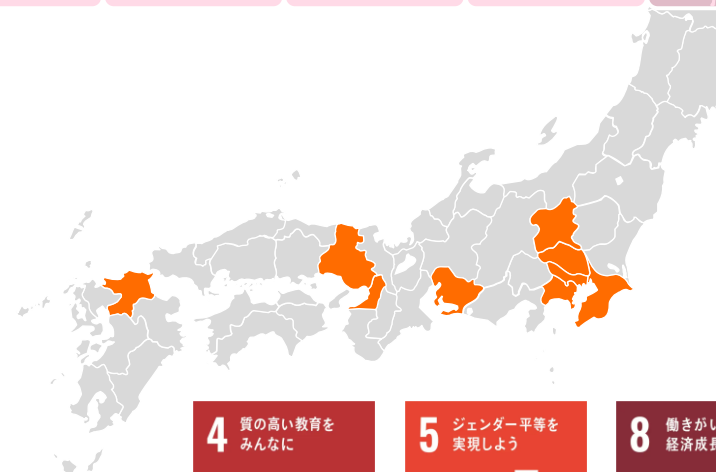 4 質の高い教育を
みんなに
5 ジェンダー平等を
実現しよう
8 働きがい
経済成長